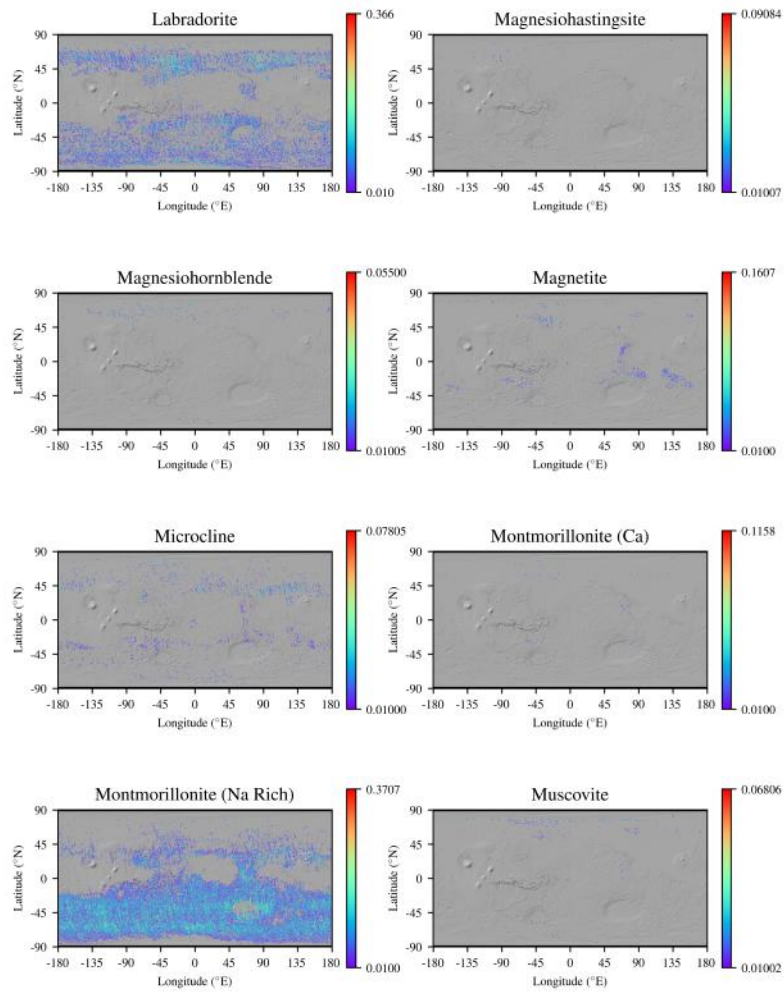 Labradorite
0.366
0.010
90
45
0
-45
-90
Latitude (°N)
-180 -135 -90 -45 0 45 90 135 180
Longitude (°E)
Magnesiohastingsite
0.09084
0.01007
90
45
0
-45
-90
Latitude (°N)
-180 -135 -90 -45 0 45 90 135 180
Longitude (°E)
Magnesiohornblende
0.05500
0.01005
90
45
0
-45
-90
Latitude (°N)
-180 -135 -90 -45 0 45 90 135 180
Longitude (°E)
Magnetite
0.1607
0.0100
90
45
0
-45
-90
Latitude (°N)
-180 -135 -90 -45 0 45 90 135 180
Longitude (°E)
Microcline
0.07805
0.01000
90
45
0
-45
-90
Latitude (°N)
-180 -135 -90 -45 0 45 90 135 180
Longitude (°E)
Montmorillonite (Ca)
0.1158
0.0100
90
45
0
-45
-90
Latitude (°N)
-180 -135 -90 -45 0 45 90 135 180
Longitude (°E)
Montmorillonite (Na Rich)
0.3707
0.0100
90
45
0
-45
-90
Latitude (°N)
-180 -135 -90 -45 0 45 90 135 180
Longitude (°E)
Muscovite
0.06806
0.01002
90
45
0
-45
-90
Latitude (°N)
-180 -135 -90 -45 0 45 90 135 180
Longitude (°E)